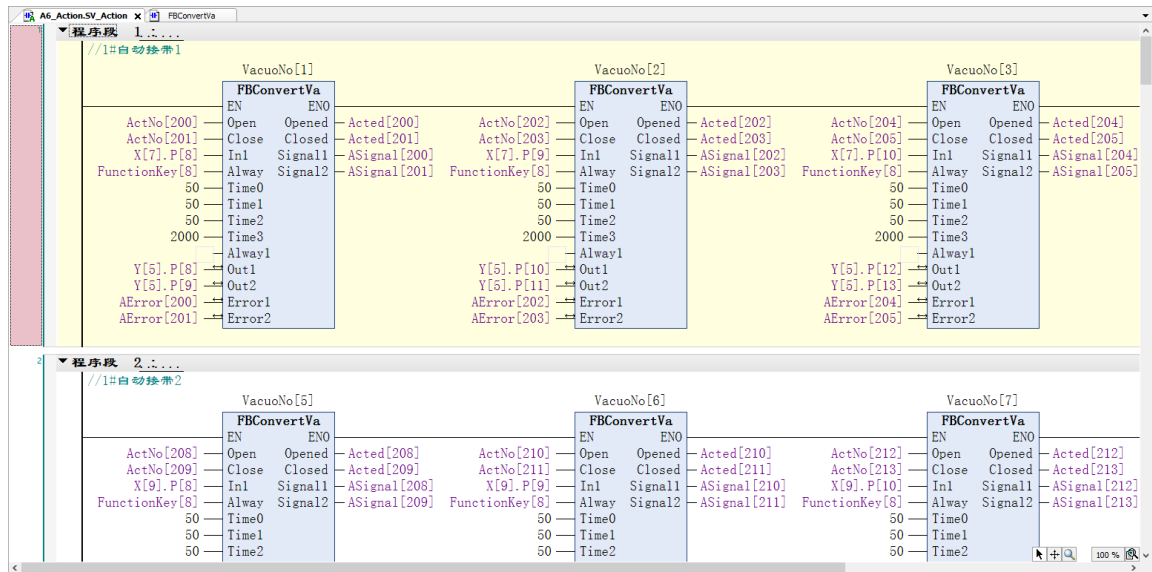 A6_Action.SV_Action x FBConvertVa
1 程序段 1 :....
//1#自动接带1
VacuoNo[1] VacuoNo[2] VacuoNo[3]
FBConvertVa FBConvertVa FBConvertVa
EN ENO EN ENO EN ENO
ActNo[200] Open Opened Acted[200] ActNo[202] Open Opened Acted[202] ActNo[204] Open Opened Acted[204]
ActNo[201] Close Closed Acted[201] ActNo[203] Close Closed Acted[203] ActNo[205] Close Closed Acted[205]
X[7].P[8] In1 Signal1 ASignal[200] X[7].P[9] In1 Signal1 ASignal[202] X[7].P[10] In1 Signal1 ASignal[204]
FunctionKey[8] Alway Signal2 ASignal[201] FunctionKey[8] Alway Signal2 ASignal[203] FunctionKey[8] Alway Signal2 ASignal[205]
50 Time0 50 Time0 50 Time0
50 Time1 50 Time1 50 Time1
50 Time2 50 Time2 50 Time2
2000 Time3 2000 Time3 2000 Time3
Alway1 Alway1 Alway1
Y[5].P[8] Out1 Y[5].P[10] Out1 Y[5].P[12] Out1
Y[5].P[9] Out2 Y[5].P[11] Out2 Y[5].P[13] Out2
AError[200] Error1 AError[202] Error1 AError[204] Error1
AError[201] Error2 AError[203] Error2 AError[205] Error2
2 程序段 2 :....
//1#自动接带2
VacuoNo[5] VacuoNo[6] VacuoNo[7]
FBConvertVa FBConvertVa FBConvertVa
EN ENO EN ENO EN ENO
ActNo[208] Open Opened Acted[208] ActNo[210] Open Opened Acted[210] ActNo[212] Open Opened Acted[212]
ActNo[209] Close Closed Acted[209] ActNo[211] Close Closed Acted[211] ActNo[213] Close Closed Acted[213]
X[9].P[8] In1 Signal1 ASignal[208] X[9].P[9] In1 Signal1 ASignal[210] X[9].P[10] In1 Signal1 ASignal[212]
FunctionKey[8] Alway Signal2 ASignal[209] FunctionKey[8] Alway Signal2 ASignal[211] FunctionKey[8] Alway Signal2 ASignal[213]
50 Time0 50 Time0 50 Time0
50 Time1 50 Time1 50 Time1
50 Time2 50 Time2 50 Time2
100 %